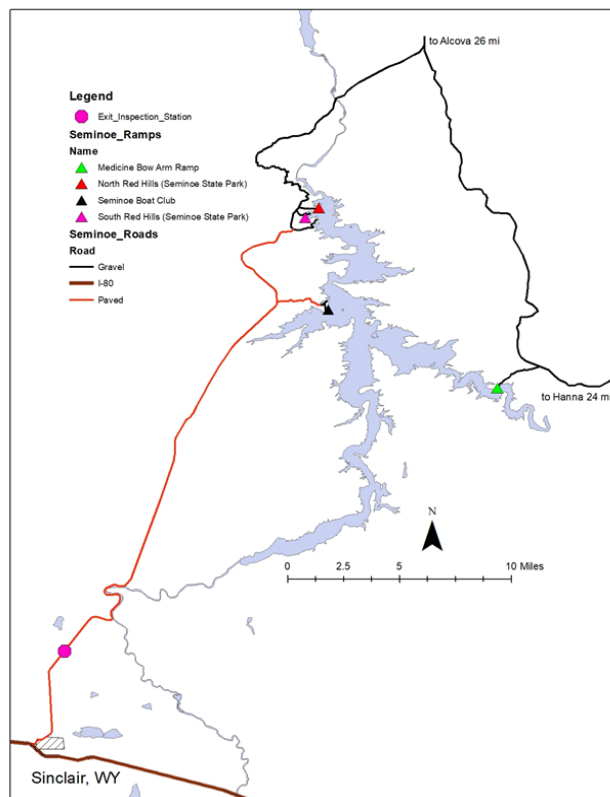 to Alcova 26 mi
Legend
Exit_Inspection_Station
Seminoe_Ramps
Name
Medicine Bow Arm Ramp
North Red Hills (Seminoe State Park)
Seminoe Boat Club
South Red Hills (Seminoe State Park)
Seminoe_Roads
Road
Gravel
I-80
Paved
to Hanna 24 mi
N
0 2.5 5 10 Miles
Sinclair, WY